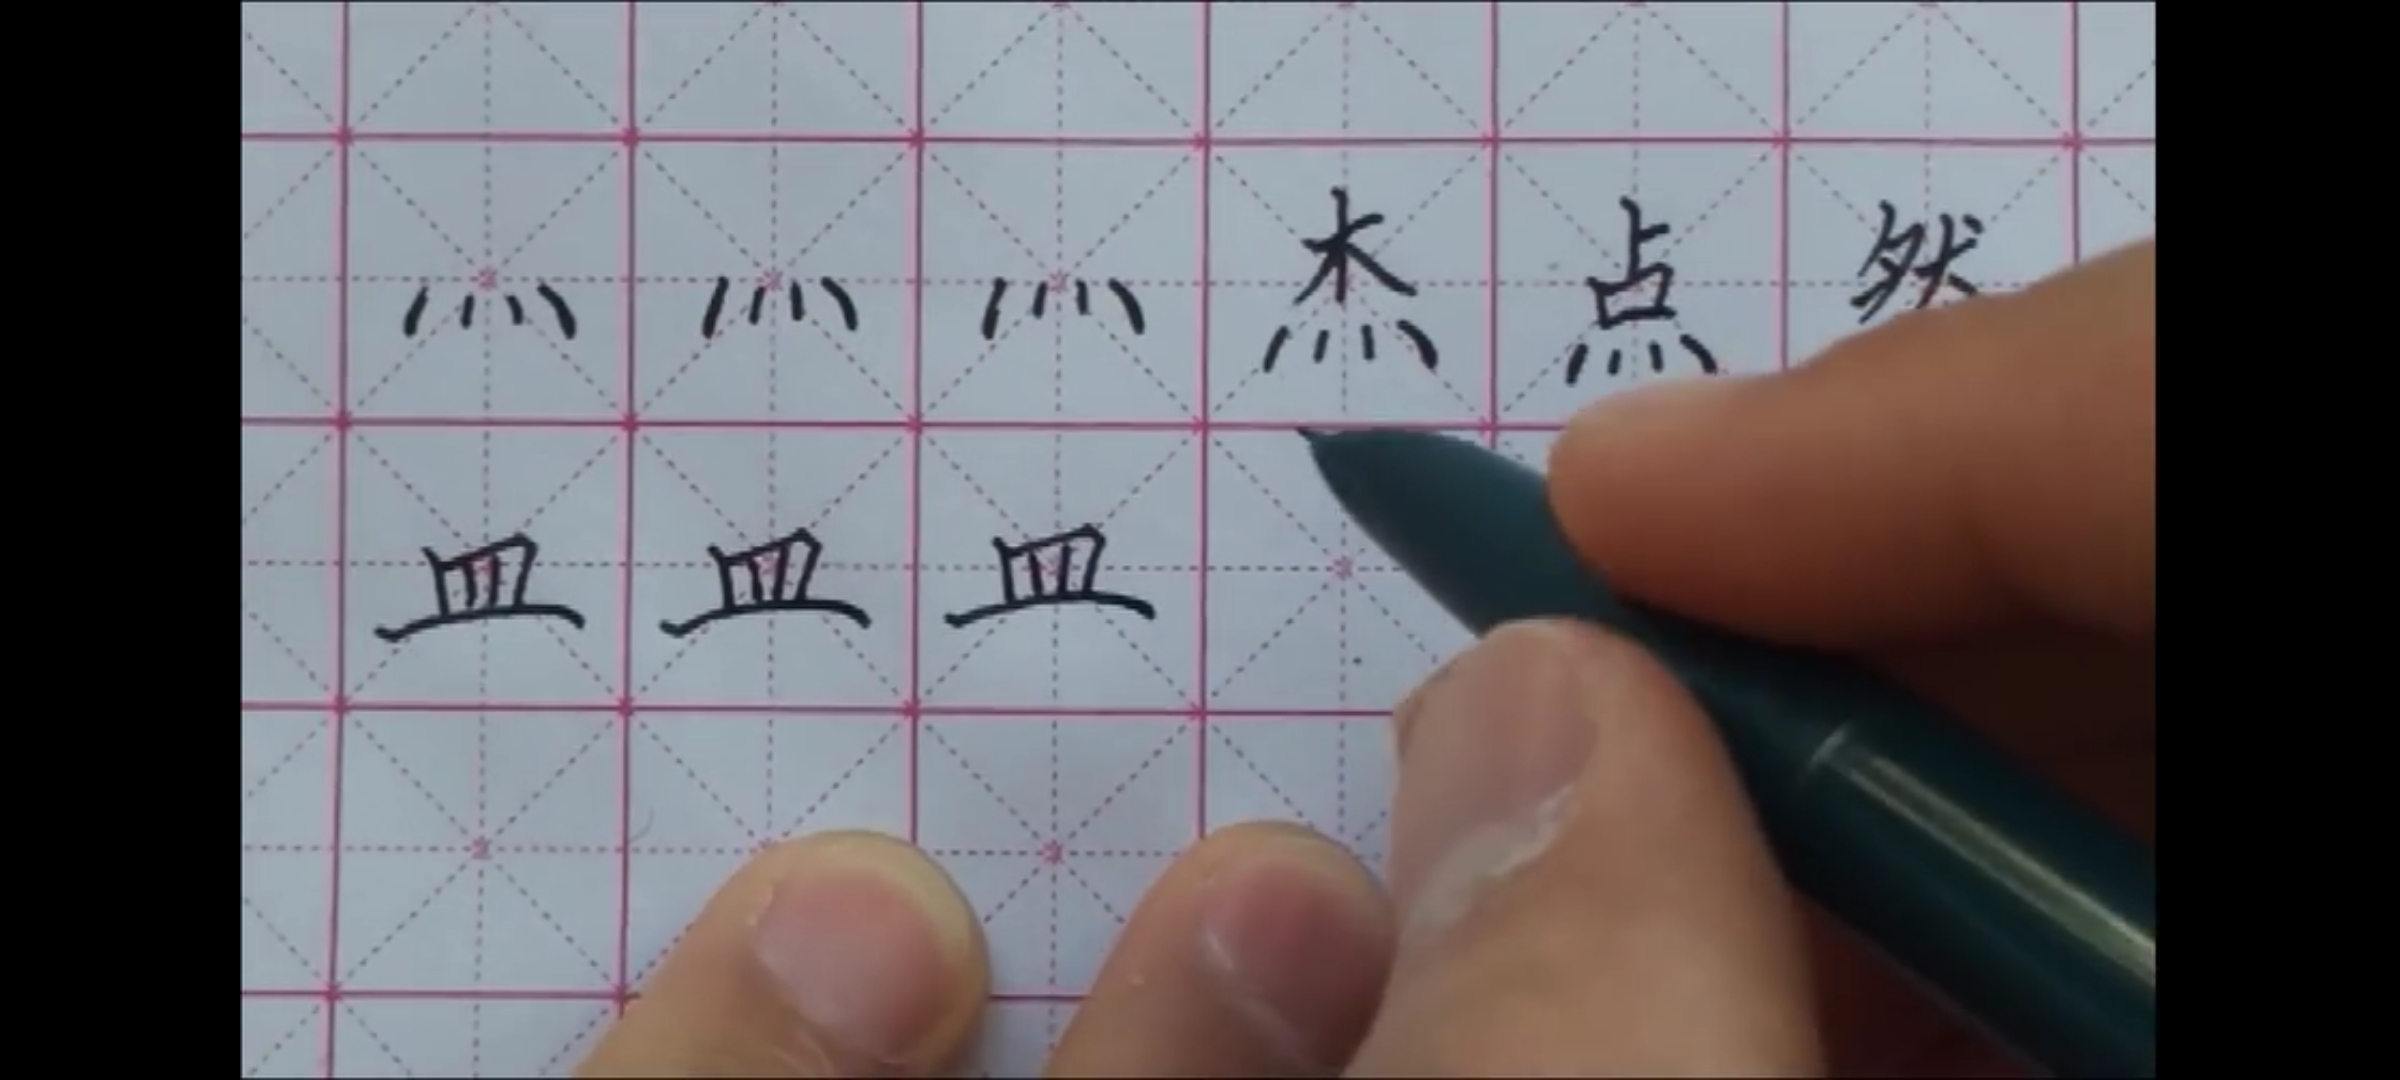 灬 灬 灬 杰 点 然
皿 皿 皿